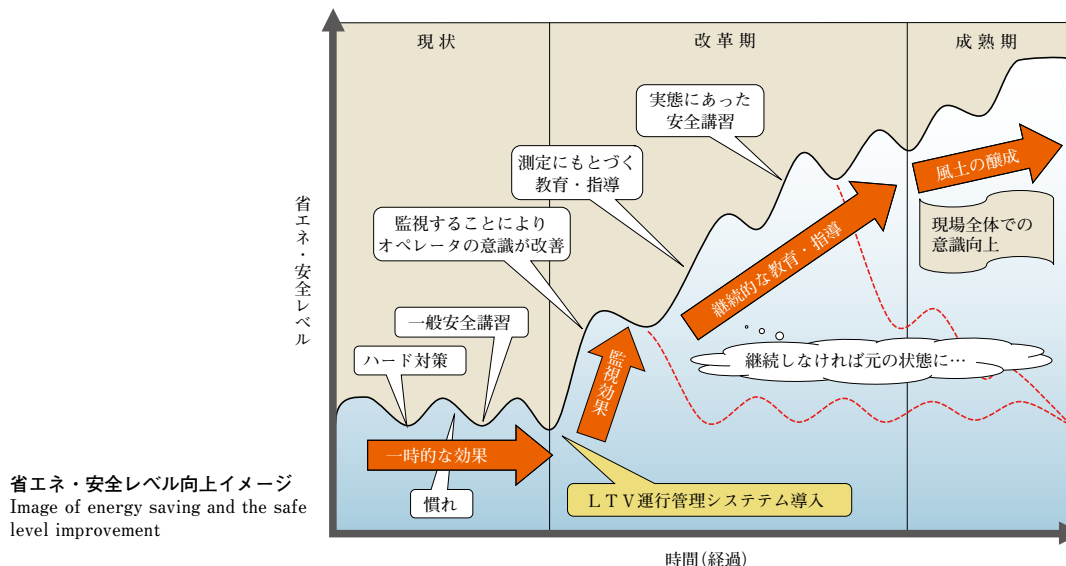 現状
改革期
成熟期
実態にあった
安全講習
測定にもとづく
教育・指導
監視することにより
オペレータの意識が改善
一般安全講習
ハード対策
慣れ
一時的な効果
監視効果
継続的な教育・指導
風土の醸成
現場全体での
意識向上
継続しなければ元の状態に…
LTV運行管理システテム導入
省エネ・安全レベル
時間(経過)
省エネ・安全レベル向上イメージ
Image of energy saving and the safe
level improvement